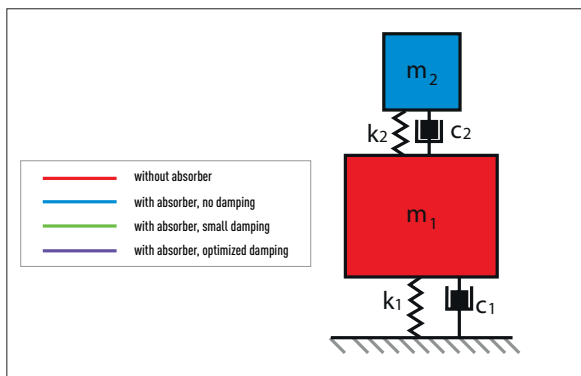 m2
k2
c2
m1
k1
c1
without absorber
with absorber, no damping
with absorber, small damping
with absorber, optimized damping